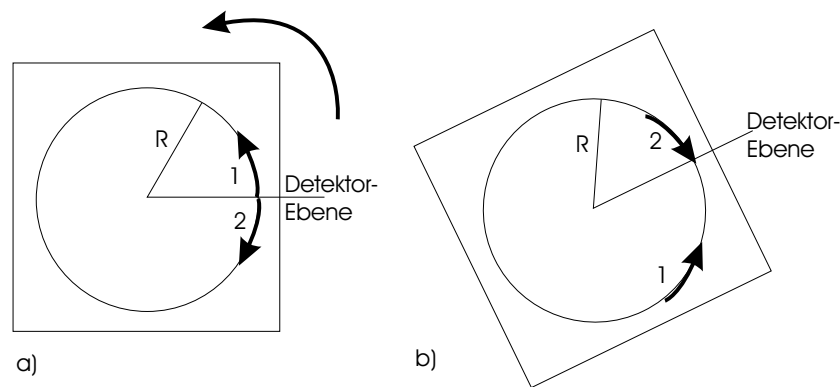 R
1
2
Detektor-
Ebene
a)
R
2
1
Detektor-
Ebene
b)